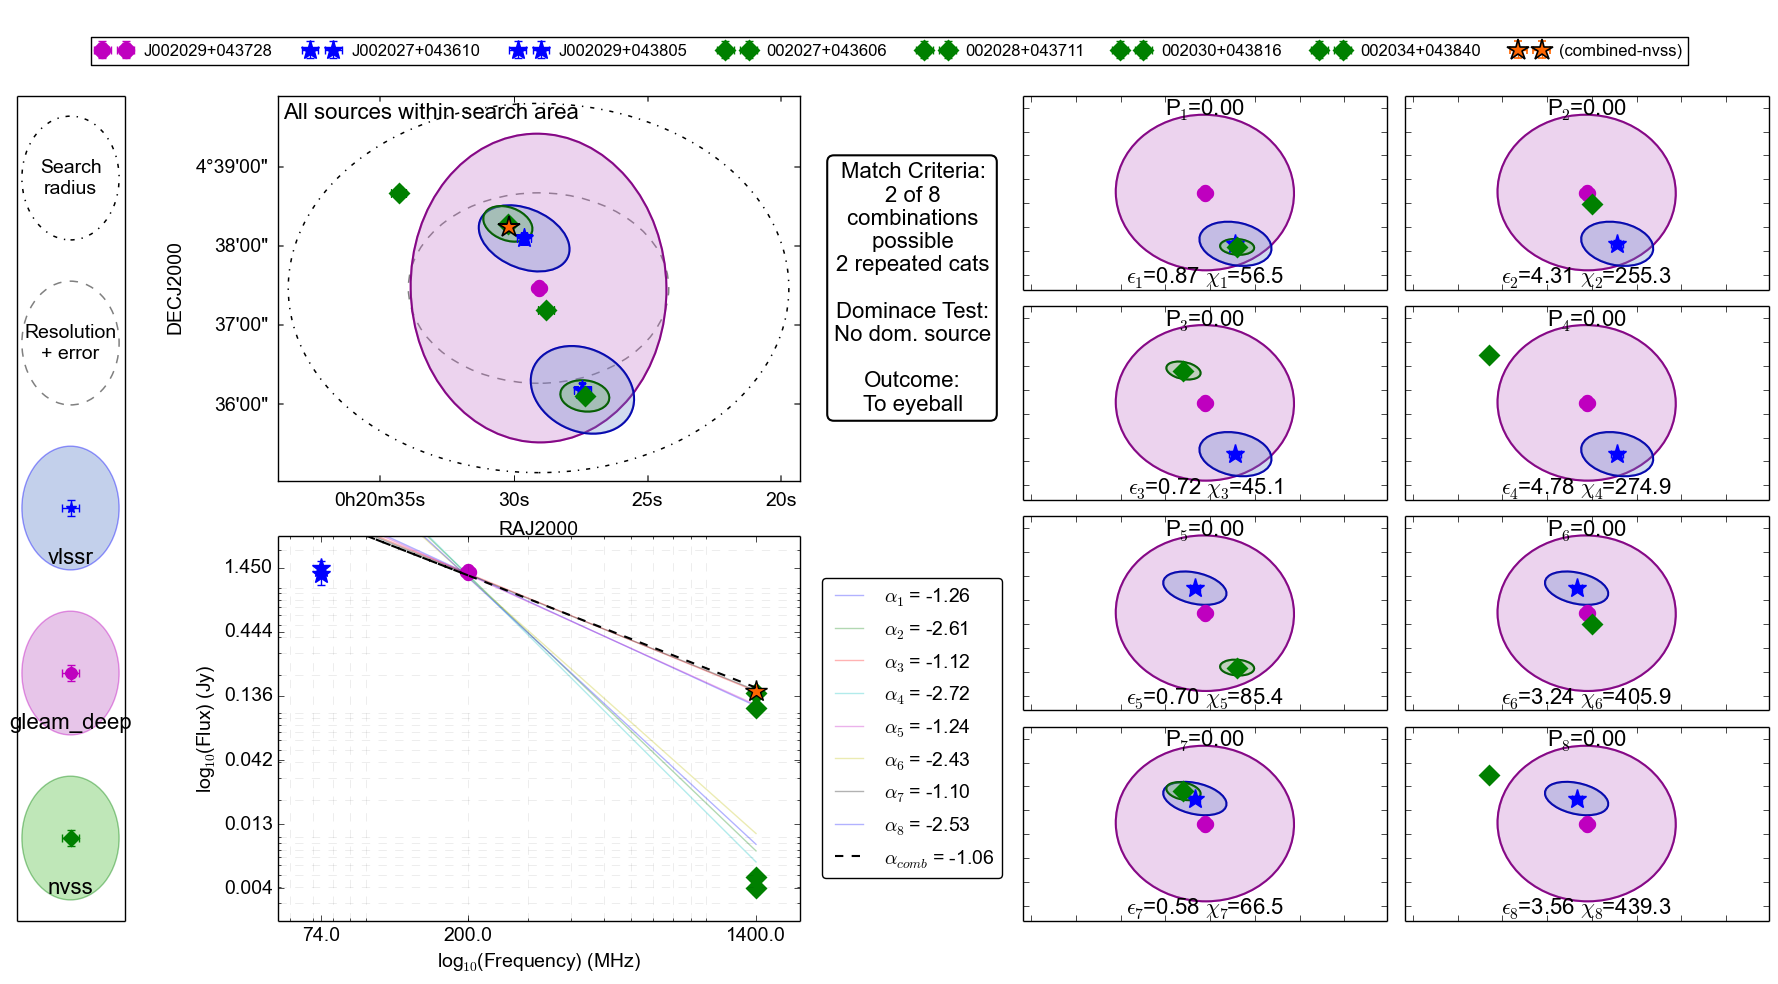 J002029+043728 J002027+043610 J002029+043805 002027+043606 002028+043711 002030+043816 002034+043840 (combined-nvss)
Search
radius
Resolution
+ error
vlssr
gleam_deep
nvss
All sources within search area
4°39'00"
38'00"
37'00"
36'00"
DECJ2000
0h20m35s 30s 25s 20s
RAJ2000
Match Criteria:
2 of 8
combinations
possible
2 repeated cats
Dominace Test:
No dom. source
Outcome:
To eyeball
1.450
0.444
0.136
0.042
0.013
0.004
log10(Flux) (Jy)
74.0 200.0 1400.0
log10(Frequency) (MHz)
α1 = -1.26
α2 = -2.61
α3 = -1.12
α4 = -2.72
α5 = -1.24
α6 = -2.43
α7 = -1.10
α8 = -2.53
αcomb = -1.06
P1=0.00
ϵ1=0.87 χ1=56.5
P2=0.00
ϵ2=4.31 χ2=255.3
P3=0.00
ϵ3=0.72 χ3=45.1
P4=0.00
ϵ4=4.78 χ4=274.9
P5=0.00
ϵ5=0.70 χ5=85.4
P6=0.00
ϵ6=3.24 χ6=405.9
P7=0.00
ϵ7=0.58 χ7=66.5
P8=0.00
ϵ8=3.56 χ8=439.3